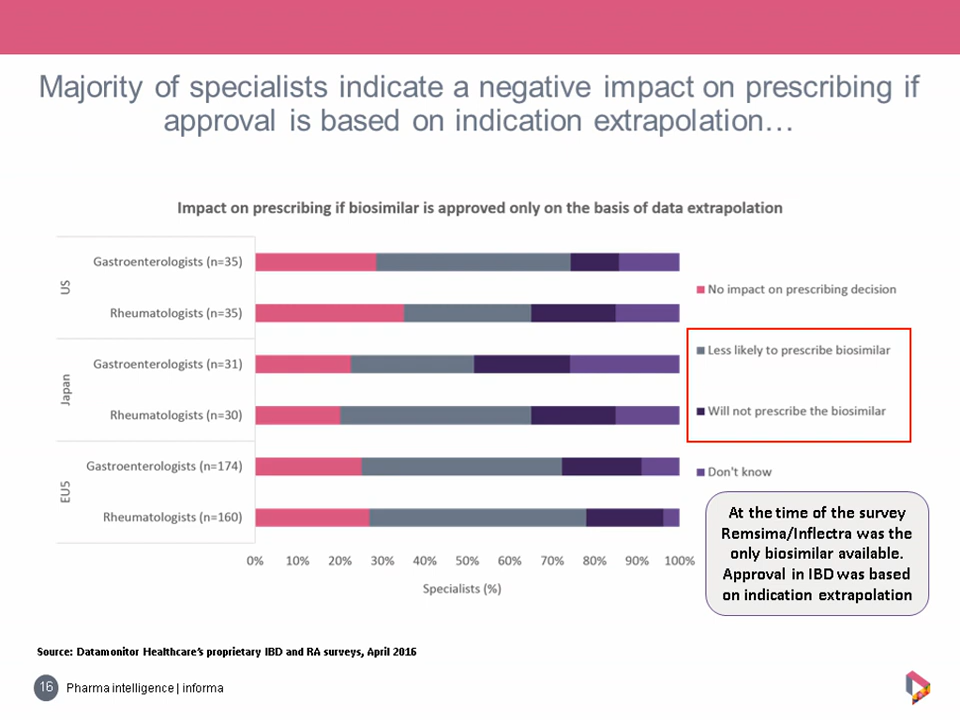 Majority of specialists indicate a negative impact on prescribing if
approval is based on indication extrapolation…
Impact on prescribing if biosimilar is approved only on the basis of data extrapolation
US
Gastroenterologists (n=35)
Rheumatologists (n=35)
Japan
Gastroenterologists (n=31)
Rheumatologists (n=30)
EU5
Gastroenterologists (n=174)
Rheumatologists (n=160)
0% 10% 20% 30% 40% 50% 60% 70% 80% 90% 100%
Specialists (%)
No impact on prescribing decision
Less likely to prescribe biosimilar
Will not prescribe the biosimilar
Don't know
At the time of the survey
Remsima/Inflectra was the
only biosimilar available.
Approval in IBD was based
on indication extrapolation
Source: Datamonitor Healthcare's proprietary IBD and RA surveys, April 2016
16 Pharma intelligence | informa